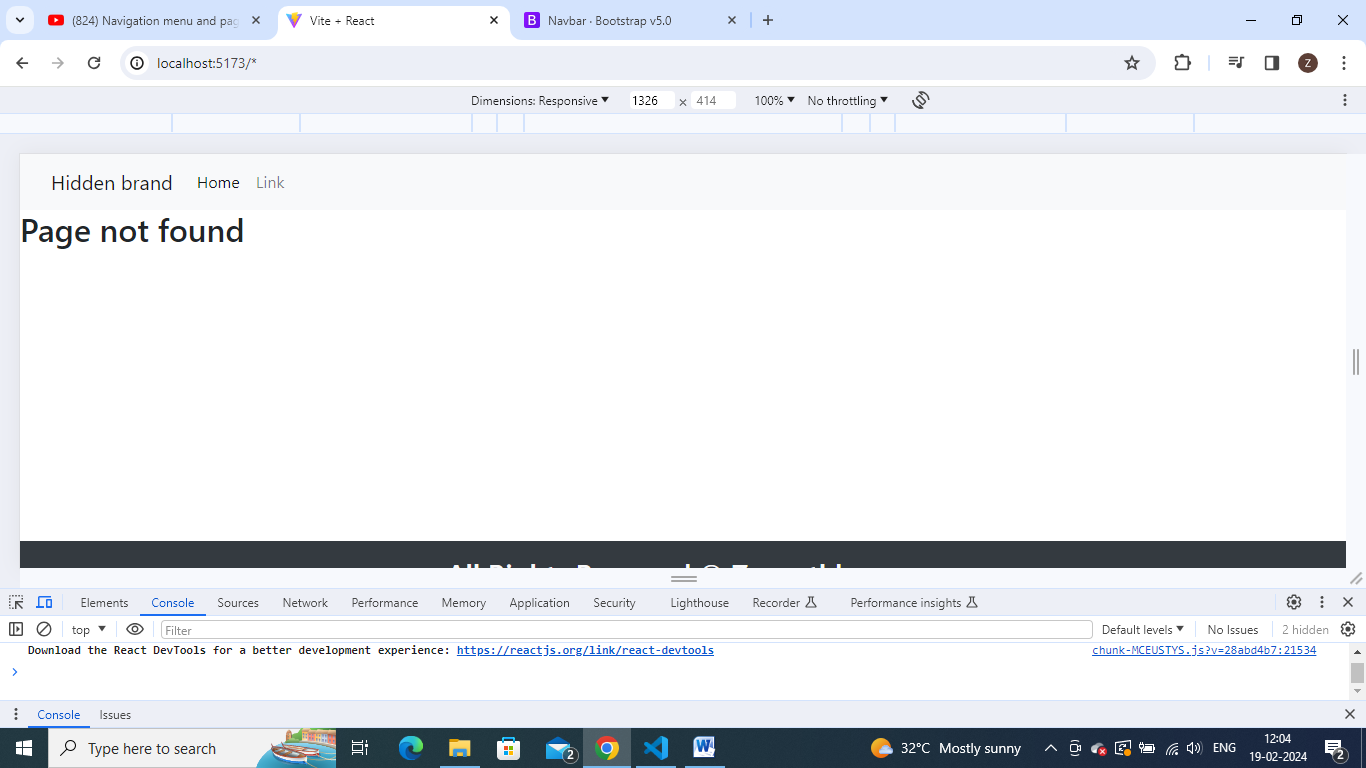 (824) Navigation menu and pag
Vite + React
Navbar · Bootstrap v5.0
localhost:5173/*
Z
Dimensions: Responsive
1326 × 414
100%
No throttling
Hidden brand
Home
Link
Page not found
Elements
Console
Sources
Network
Performance
Memory
Application
Security
Lighthouse
Recorder
Performance insights
top
Filter
Default levels
No Issues
2 hidden
Download the React DevTools for a better development experience: https://reactjs.org/link/react-devtools
chunk-MCEUSTYS.js?v=28abd4b7:21534
Console
Issues
Type here to search
2
32°C Mostly sunny
ENG
12:04
19-02-2024
2